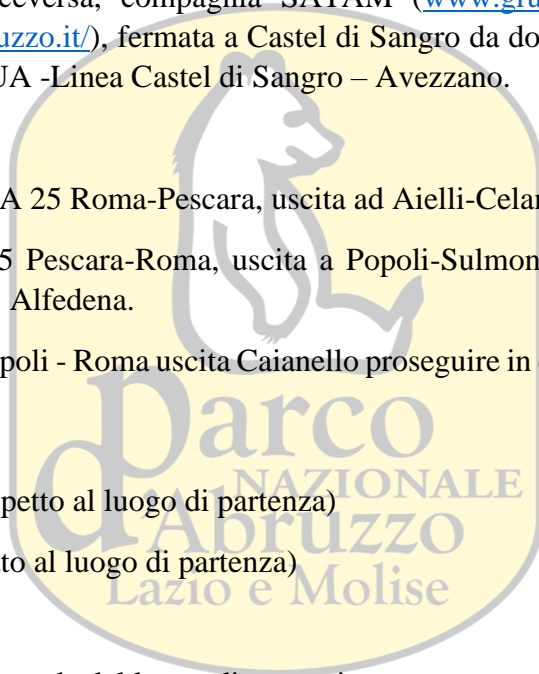 compagnia SATAM (www.gru
uzzo.it/), fermata a Castel di Sangro da do
UA -Linea Castel di Sangro – Avezzano.
A 25 Roma-Pescara, uscita ad Aielli-Celar
5 Pescara-Roma, uscita a Popoli-Sulmon
Alfedena.
poli - Roma uscita Caianello proseguire in
petto al luogo di partenza)
to al luogo di partenza)
Parco
NAZIONALE
d'Abruzzo
Lazio e Molise